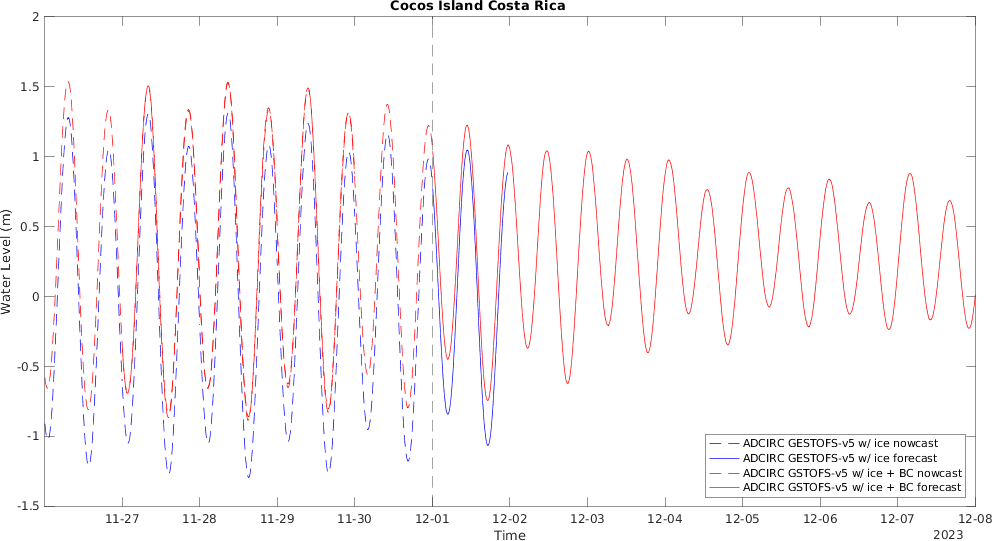 Cocos Island Costa Rica
2
1.5
1
0.5
0
-0.5
-1
-1.5
Water Level (m)
ADCIRC GESTOFS-v5 w/ ice nowcast
ADCIRC GESTOFS-v5 w/ ice forecast
ADCIRC GSTOFS-v5 w/ ice + BC nowcast
ADCIRC GSTOFS-v5 w/ ice + BC forecast
11-27 11-28 11-29 11-30 12-01 12-02 12-03 12-04 12-05 12-06 12-07 12-08
Time
2023